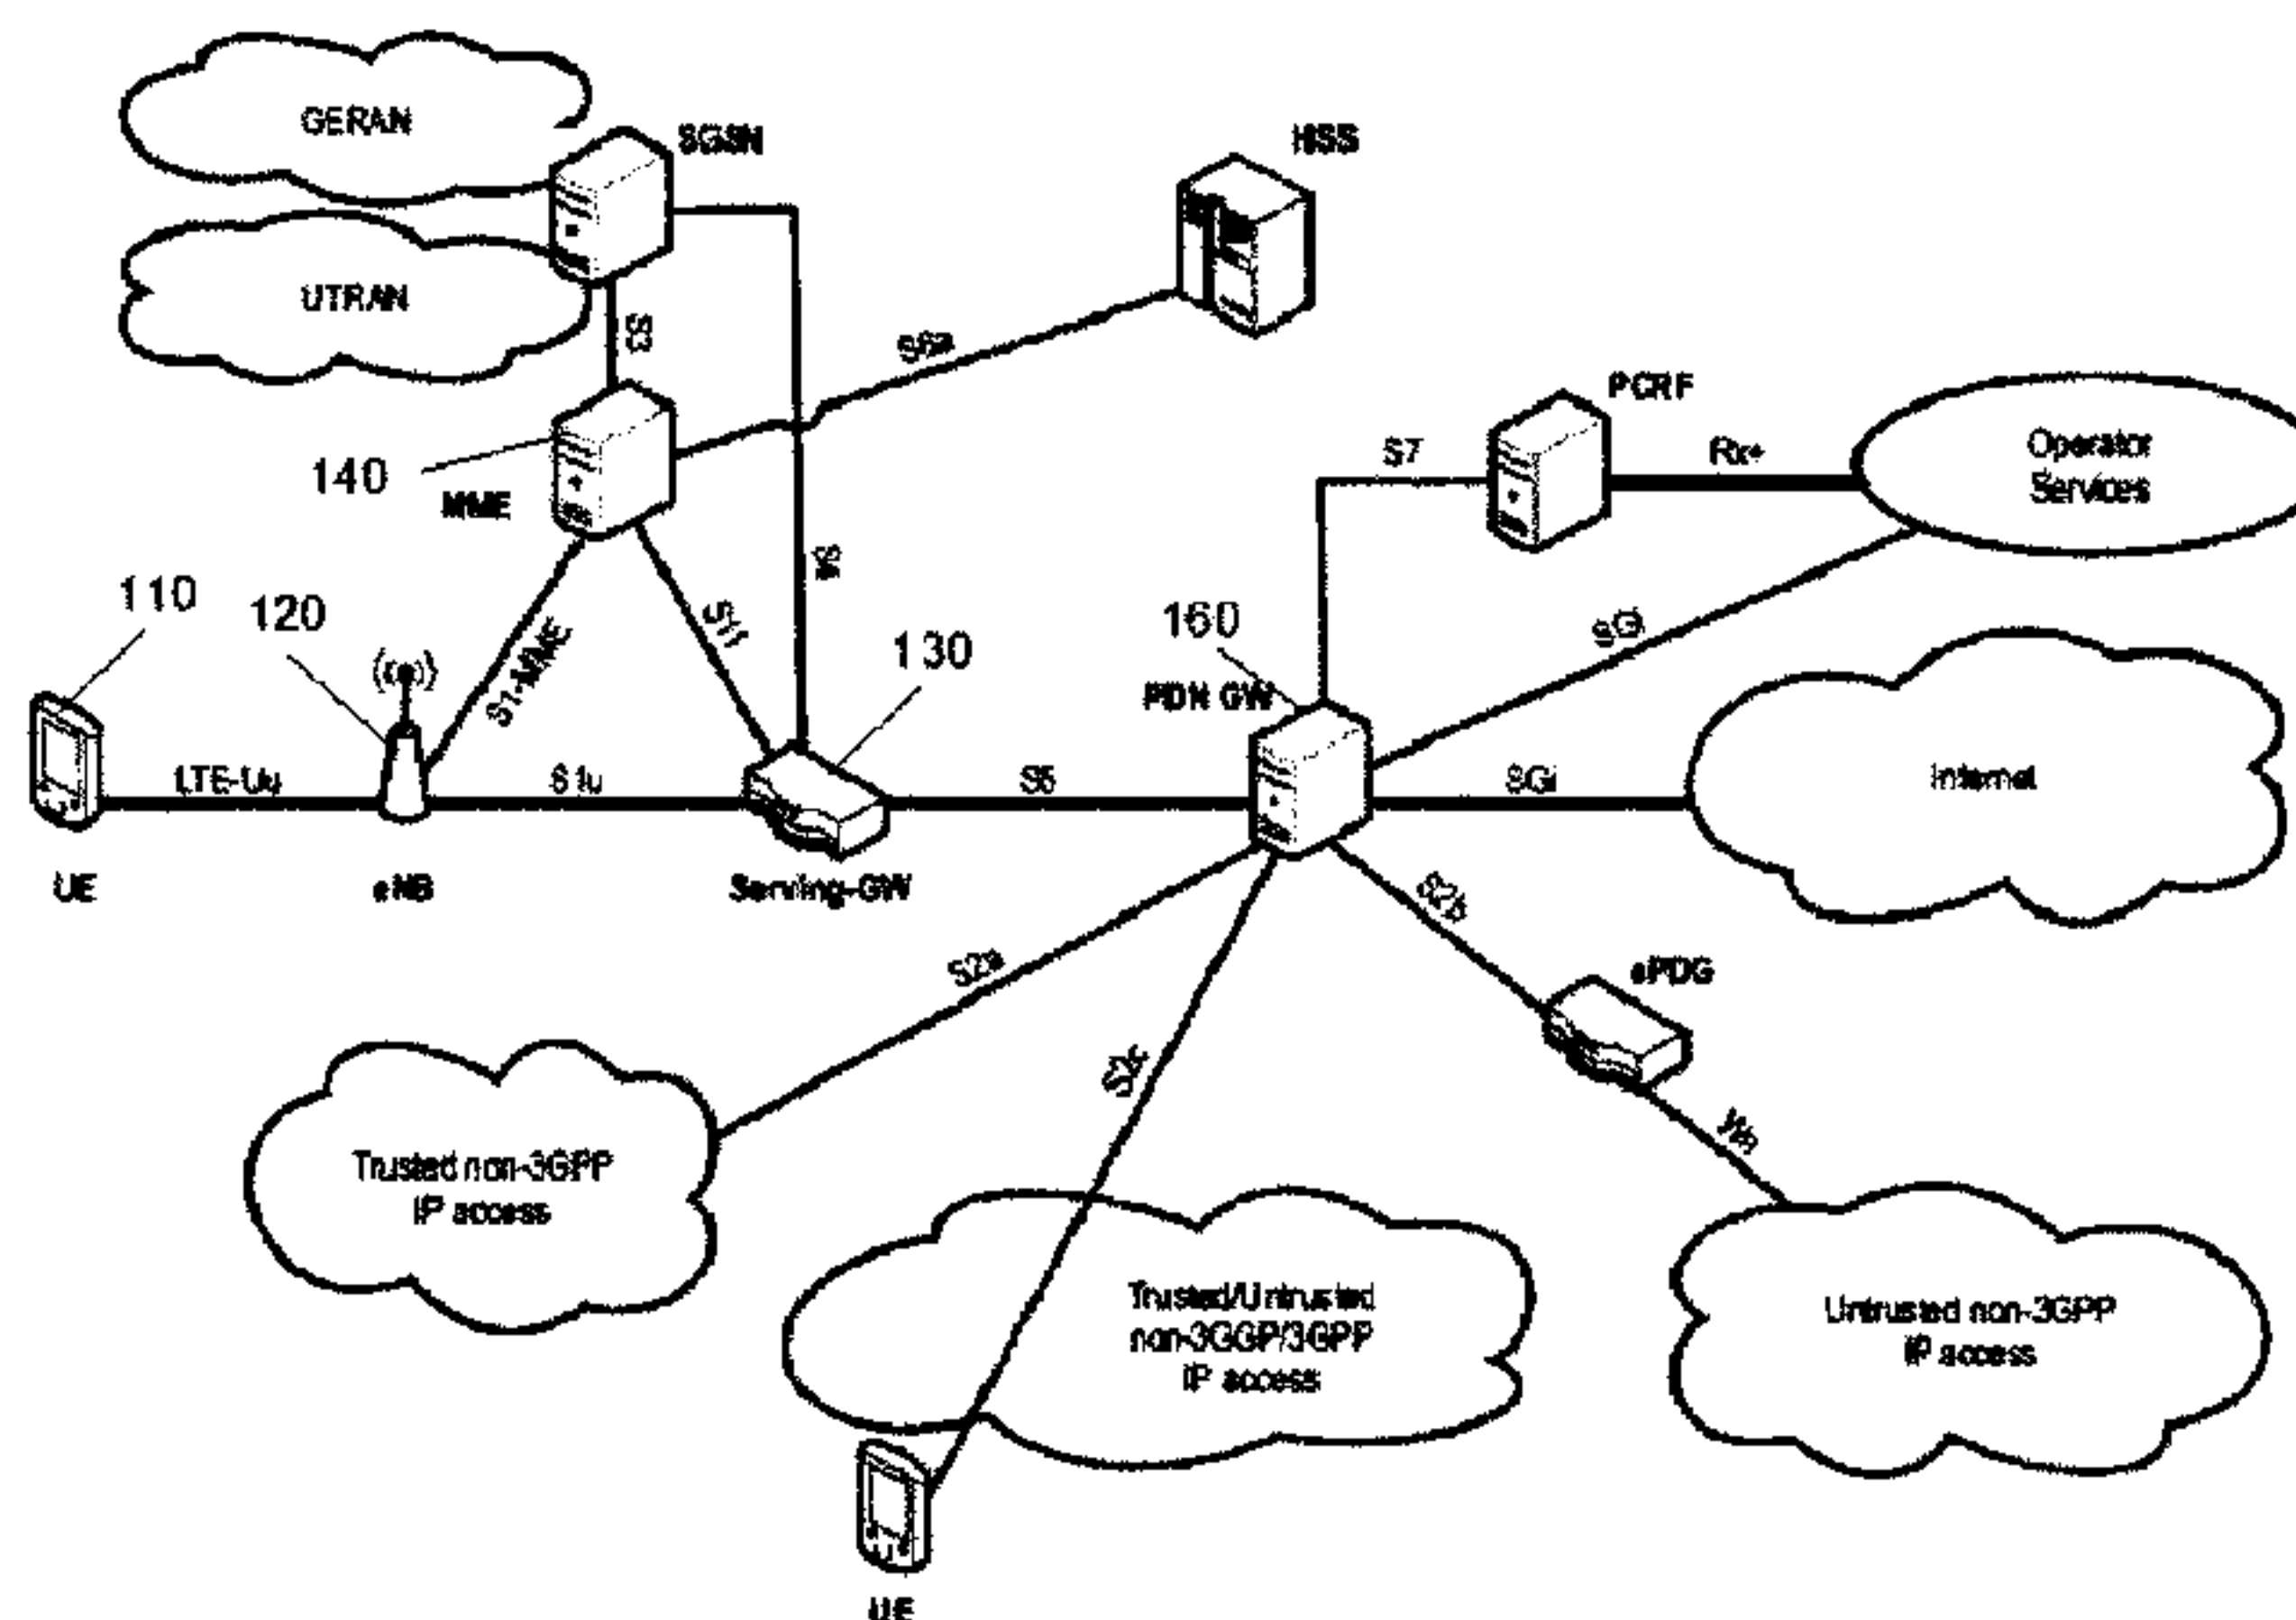 GERAN
SGSN
HSS
UTRAN
S3
S6a
PCRF
S7
Rx+
Operator
Services
140
MME
S4
110
120
S1-MME
S11
130
160
PDN GW
SGi
LTE-Uu
S1u
S5
SGi
Internet
UE
eNB
Serving-GW
S2b
S2a
ePDG
S2c
Trusted non-3GPP
IP access
Trusted/Untrusted
non-3GGP/3GPP
IP access
Untrusted non-3GPP
IP access
UE